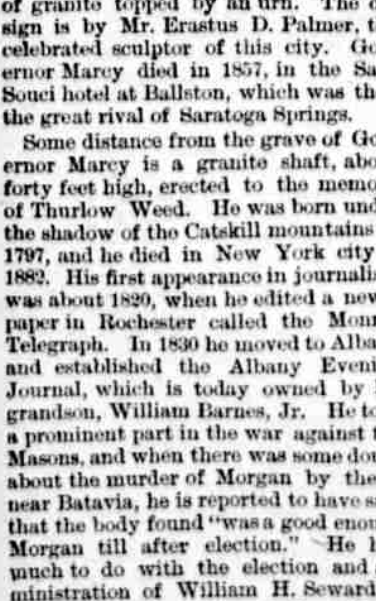 of granite topped by an urn. The d
sign is by Mr. Erastus D. Palmer, t
celebrated sculptor of this city. Go
ernor Marcy died in 1857, in the Sa
Souci hotel at Ballston, which was th
the great rival of Saratoga Springs.
Some distance from the grave of Go
ernor Marcy is a granite shaft, abo
forty feet high, erected to the memo
of Thurlow Weed. He was born und
the shadow of the Catskill mountains
1797, and he died in New York city
1882. His first appearance in journali
was about 1820, when he edited a new
paper in Rochester called the Monr
Telegraph. In 1830 he moved to Alba
and established the Albany Eveni
Journal, which is today owned by
grandson, William Barnes, Jr. He to
a prominent part in the war against t
Masons, and when there was some dou
about the murder of Morgan by the
near Batavia, he is reported to have s
that the body found "was a good enou
Morgan till after election." He h
much to do with the election and
ministration of William H. Seward